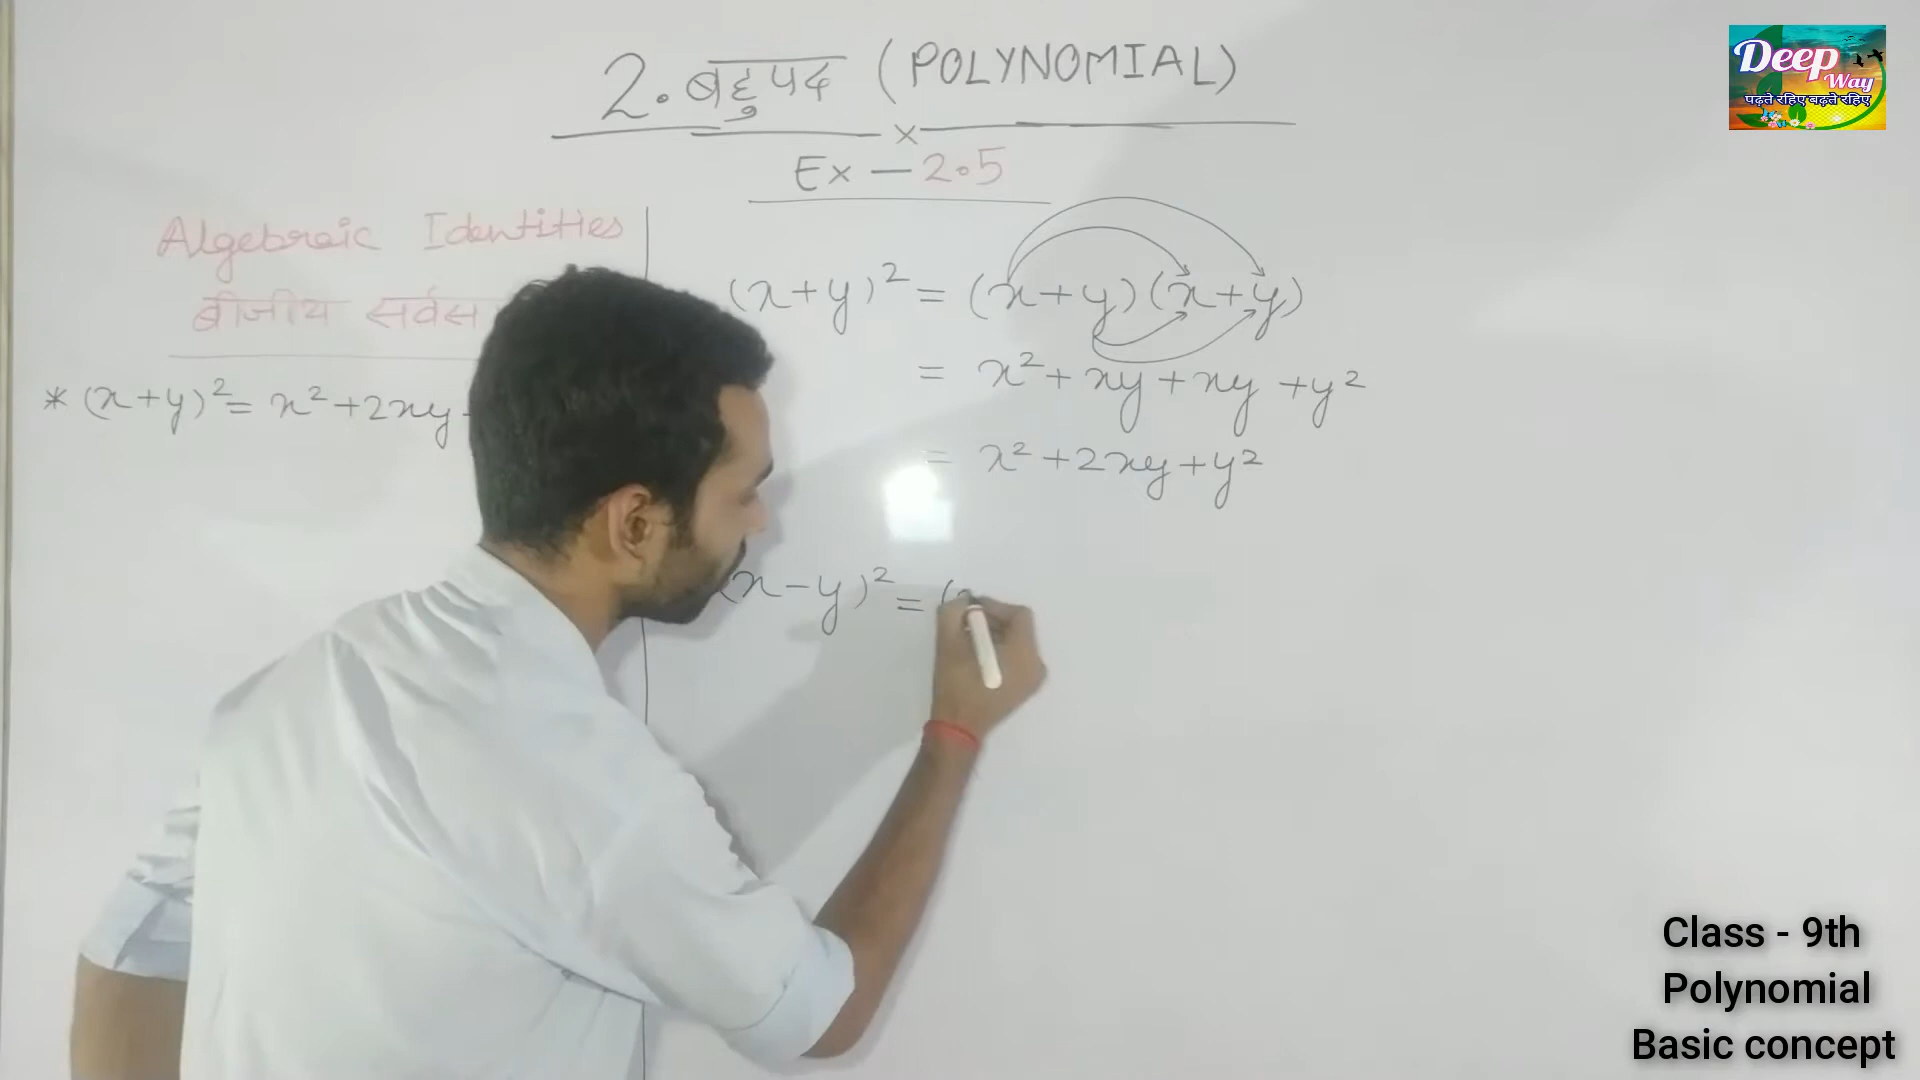 2. बहुपद (POLYNOMIAL)
×
Ex – 2.5
Algebraic Identities
बीजीय सर्वस
* (x+y)² = x² + 2xy
(x+y)² = (x+y)(x+y)
= x² + xy + xy + y²
= x² + 2xy + y²
(x-y)² = (x
Deep
Way
पढ़ते रहिए बढ़ते रहिए
Class - 9th
Polynomial
Basic concept